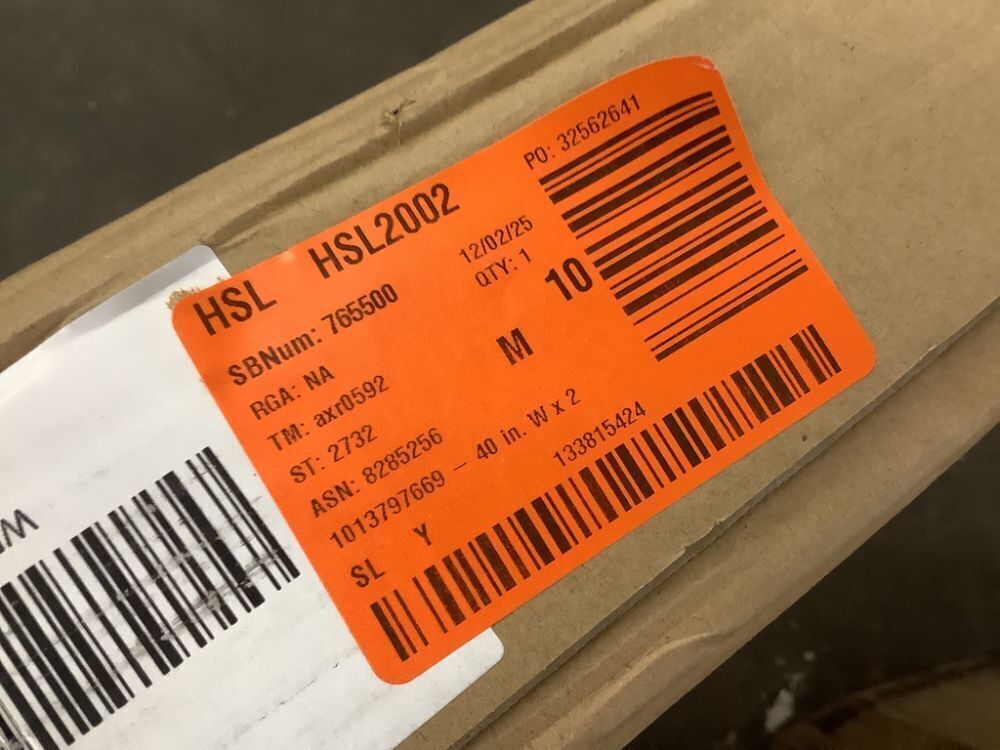 HSL HSL2002 PO: 32562641
SBNum: 765500 12/02/25
RGA: NA QTY: 1
TM: axr0592 M 10
ST: 2732
ASN: 8285256
1013797669 - 40 in. W x 2
SL Y 133815424